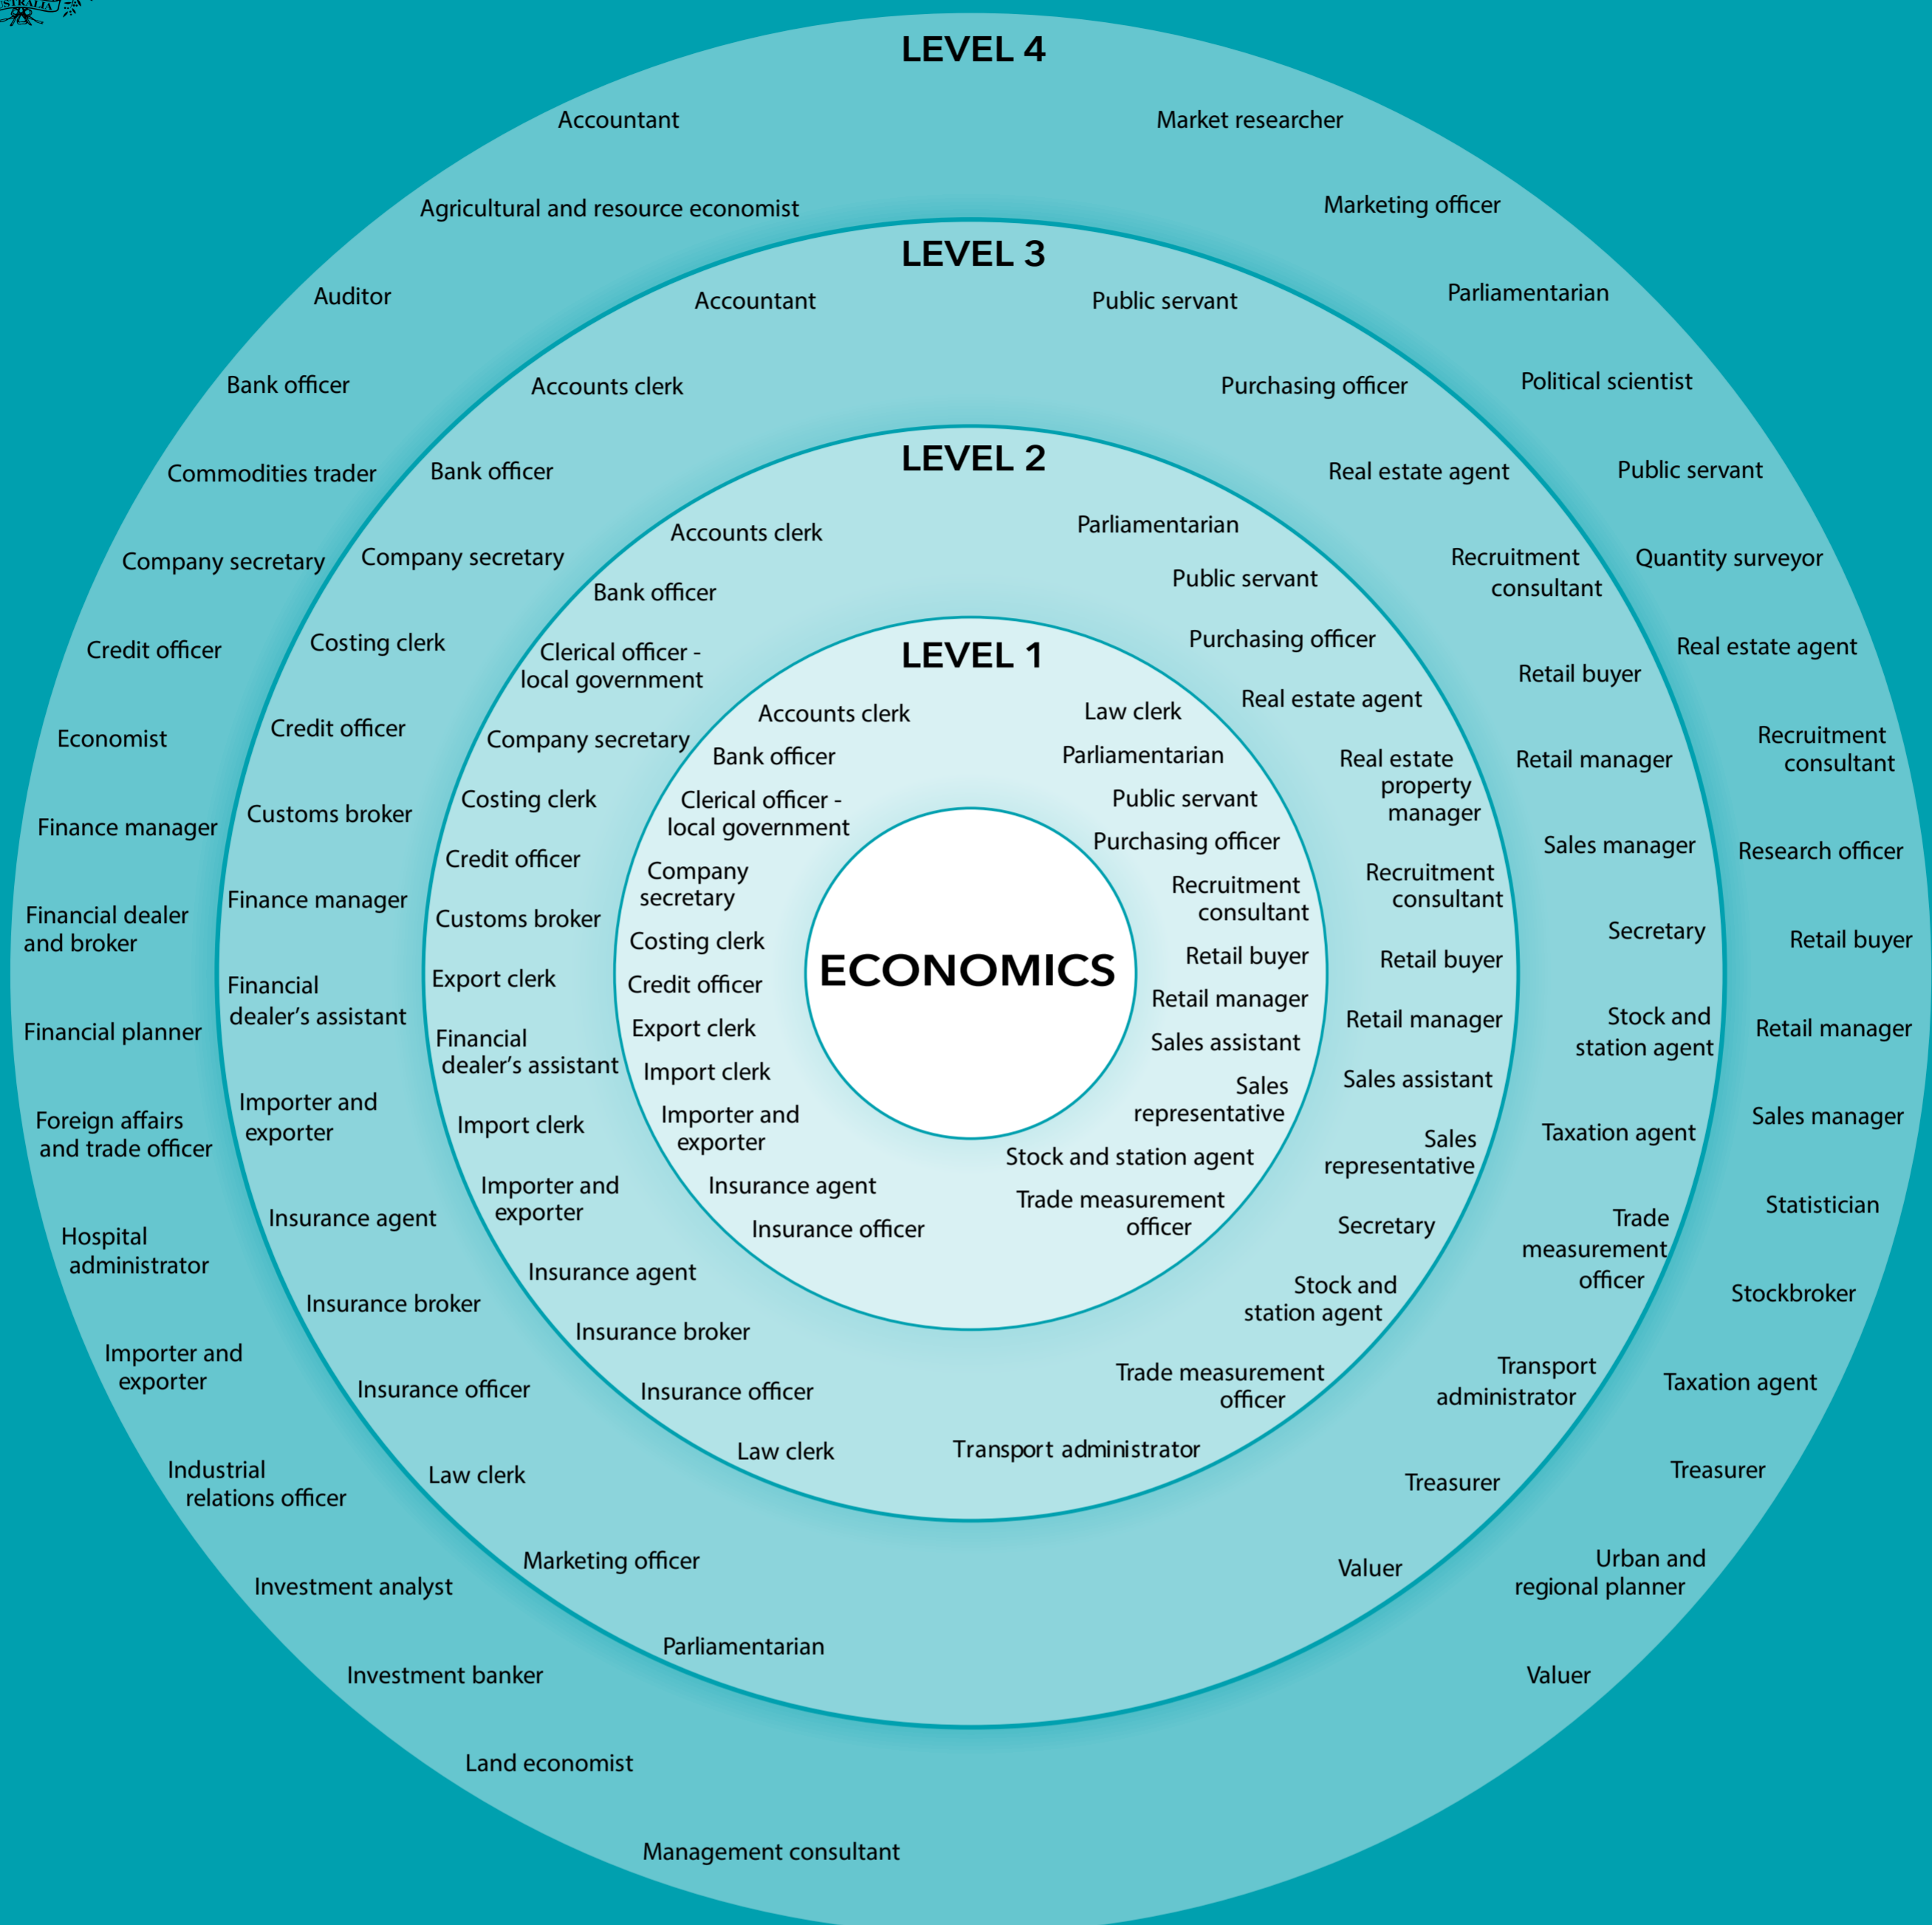 STRALIA
LEVEL 4
Accountant
Agricultural and resource economist
Auditor
Bank officer
Commodities trader
Company secretary
Credit officer
Economist
Finance manager
Financial dealer
and broker
Financial planner
Foreign affairs
and trade officer
Hospital
administrator
Importer and
exporter
Industrial
relations officer
Investment analyst
Investment banker
Land economist
Management consultant
Market researcher
Marketing officer
Parliamentarian
Political scientist
Public servant
Quantity surveyor
Real estate agent
Recruitment
consultant
Research officer
Retail buyer
Retail manager
Sales manager
Statistician
Stockbroker
Taxation agent
Treasurer
Urban and
regional planner
Valuer
LEVEL 3
Accountant
Accounts clerk
Bank officer
Company secretary
Costing clerk
Credit officer
Customs broker
Finance manager
Financial
dealer's assistant
Importer and
exporter
Insurance agent
Insurance broker
Insurance officer
Law clerk
Marketing officer
Parliamentarian
Public servant
Purchasing officer
Real estate agent
Recruitment
consultant
Retail buyer
Retail manager
Sales manager
Secretary
Stock and
station agent
Taxation agent
Trade
measurement
officer
Transport
administrator
Treasurer
Valuer
LEVEL 2
Accounts clerk
Bank officer
Clerical officer -
local government
Company secretary
Costing clerk
Credit officer
Customs broker
Export clerk
Financial
dealer's assistant
Import clerk
Importer and
exporter
Insurance agent
Insurance broker
Insurance officer
Law clerk
Parliamentarian
Public servant
Purchasing officer
Real estate agent
Real estate
property
manager
Recruitment
consultant
Retail buyer
Retail manager
Sales assistant
Sales
representative
Secretary
Stock and
station agent
Trade measurement
officer
Transport administrator
LEVEL 1
Accounts clerk
Bank officer
Clerical officer -
local government
Company
secretary
Costing clerk
Credit officer
Export clerk
Import clerk
Importer and
exporter
Insurance agent
Insurance officer
Law clerk
Parliamentarian
Public servant
Purchasing officer
Recruitment
consultant
Retail buyer
Retail manager
Sales assistant
Sales
representative
Stock and station agent
Trade measurement
officer
ECONOMICS